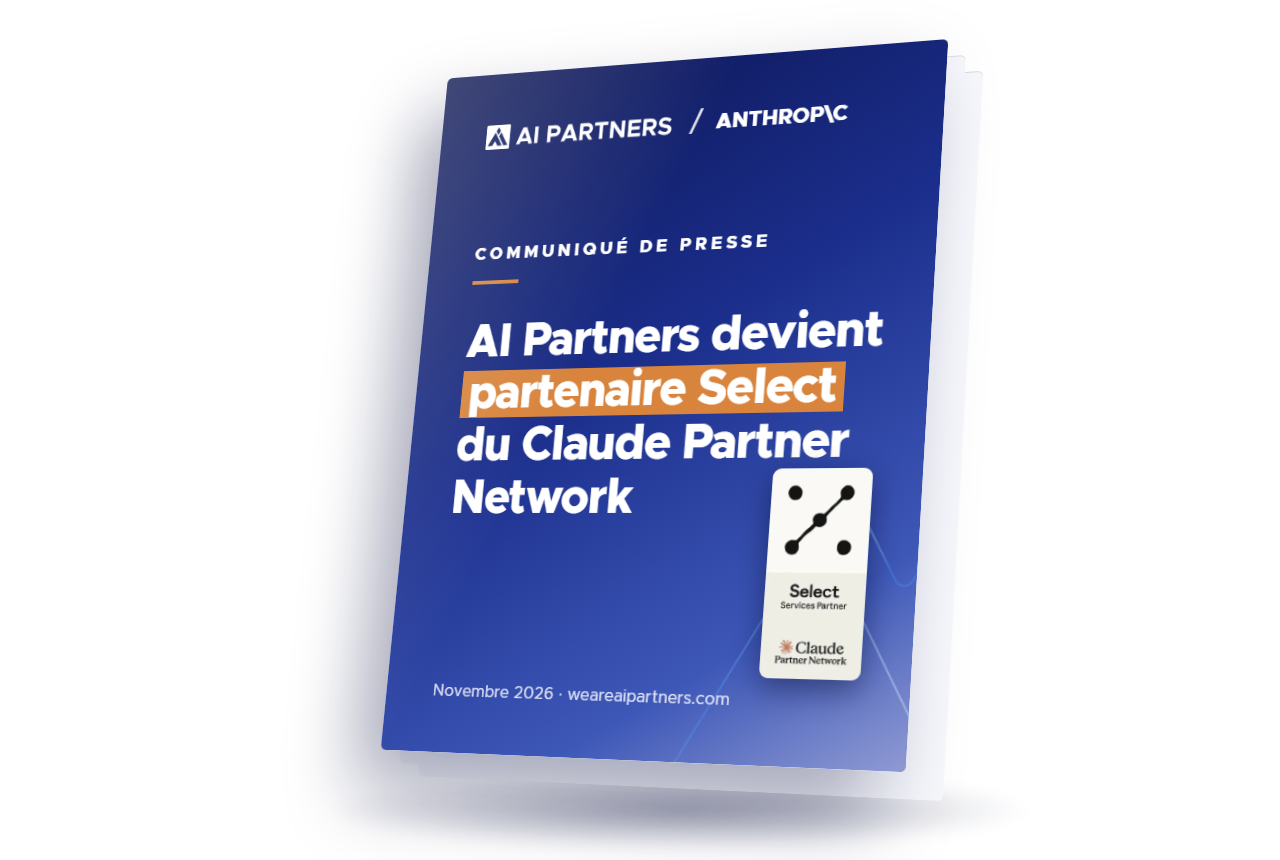 AI PARTNERS / ANTHROP\C
COMMUNIQUÉ DE PRESSE
AI Partners devient
partenaire Select
du Claude Partner
Network
Select
Services Partner
Claude
Partner Network
Novembre 2026 · weareaipartners.com